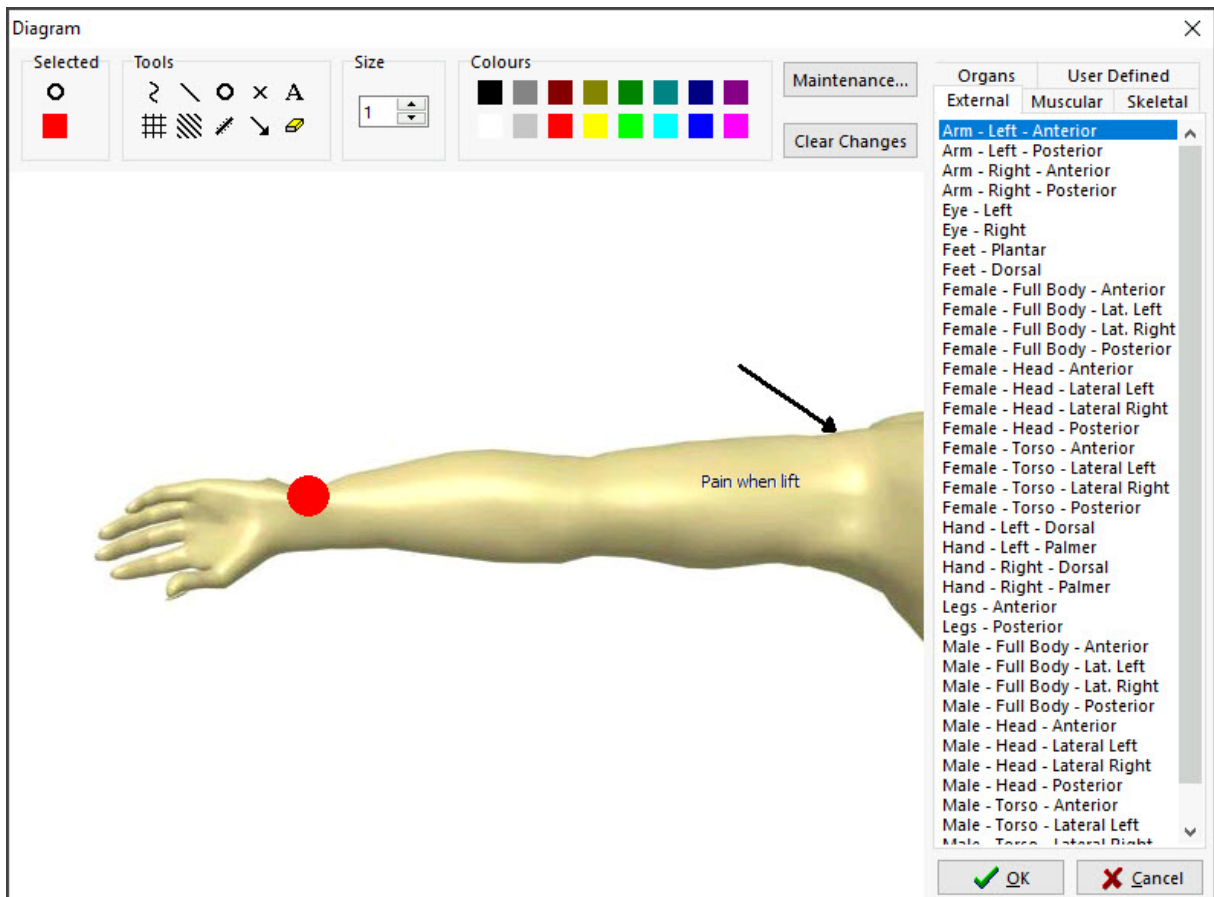 Diagram
Selected
Tools
A
Size
1
Colours
Maintenance...
Clear Changes
Organs User Defined
External Muscular Skeletal
Arm - Left - Anterior
Arm - Left - Posterior
Arm - Right - Anterior
Arm - Right - Posterior
Eye - Left
Eye - Right
Feet - Plantar
Feet - Dorsal
Female - Full Body - Anterior
Female - Full Body - Lat. Left
Female - Full Body - Lat. Right
Female - Full Body - Posterior
Female - Head - Anterior
Female - Head - Lateral Left
Female - Head - Lateral Right
Female - Head - Posterior
Female - Torso - Anterior
Female - Torso - Lateral Left
Female - Torso - Lateral Right
Female - Torso - Posterior
Hand - Left - Dorsal
Hand - Left - Palmer
Hand - Right - Dorsal
Hand - Right - Palmer
Legs - Anterior
Legs - Posterior
Male - Full Body - Anterior
Male - Full Body - Lat. Left
Male - Full Body - Lat. Right
Male - Full Body - Posterior
Male - Head - Anterior
Male - Head - Lateral Left
Male - Head - Lateral Right
Male - Head - Posterior
Male - Torso - Anterior
Male - Torso - Lateral Left
Male - Torso - Lateral Right
Pain when lift
OK Cancel